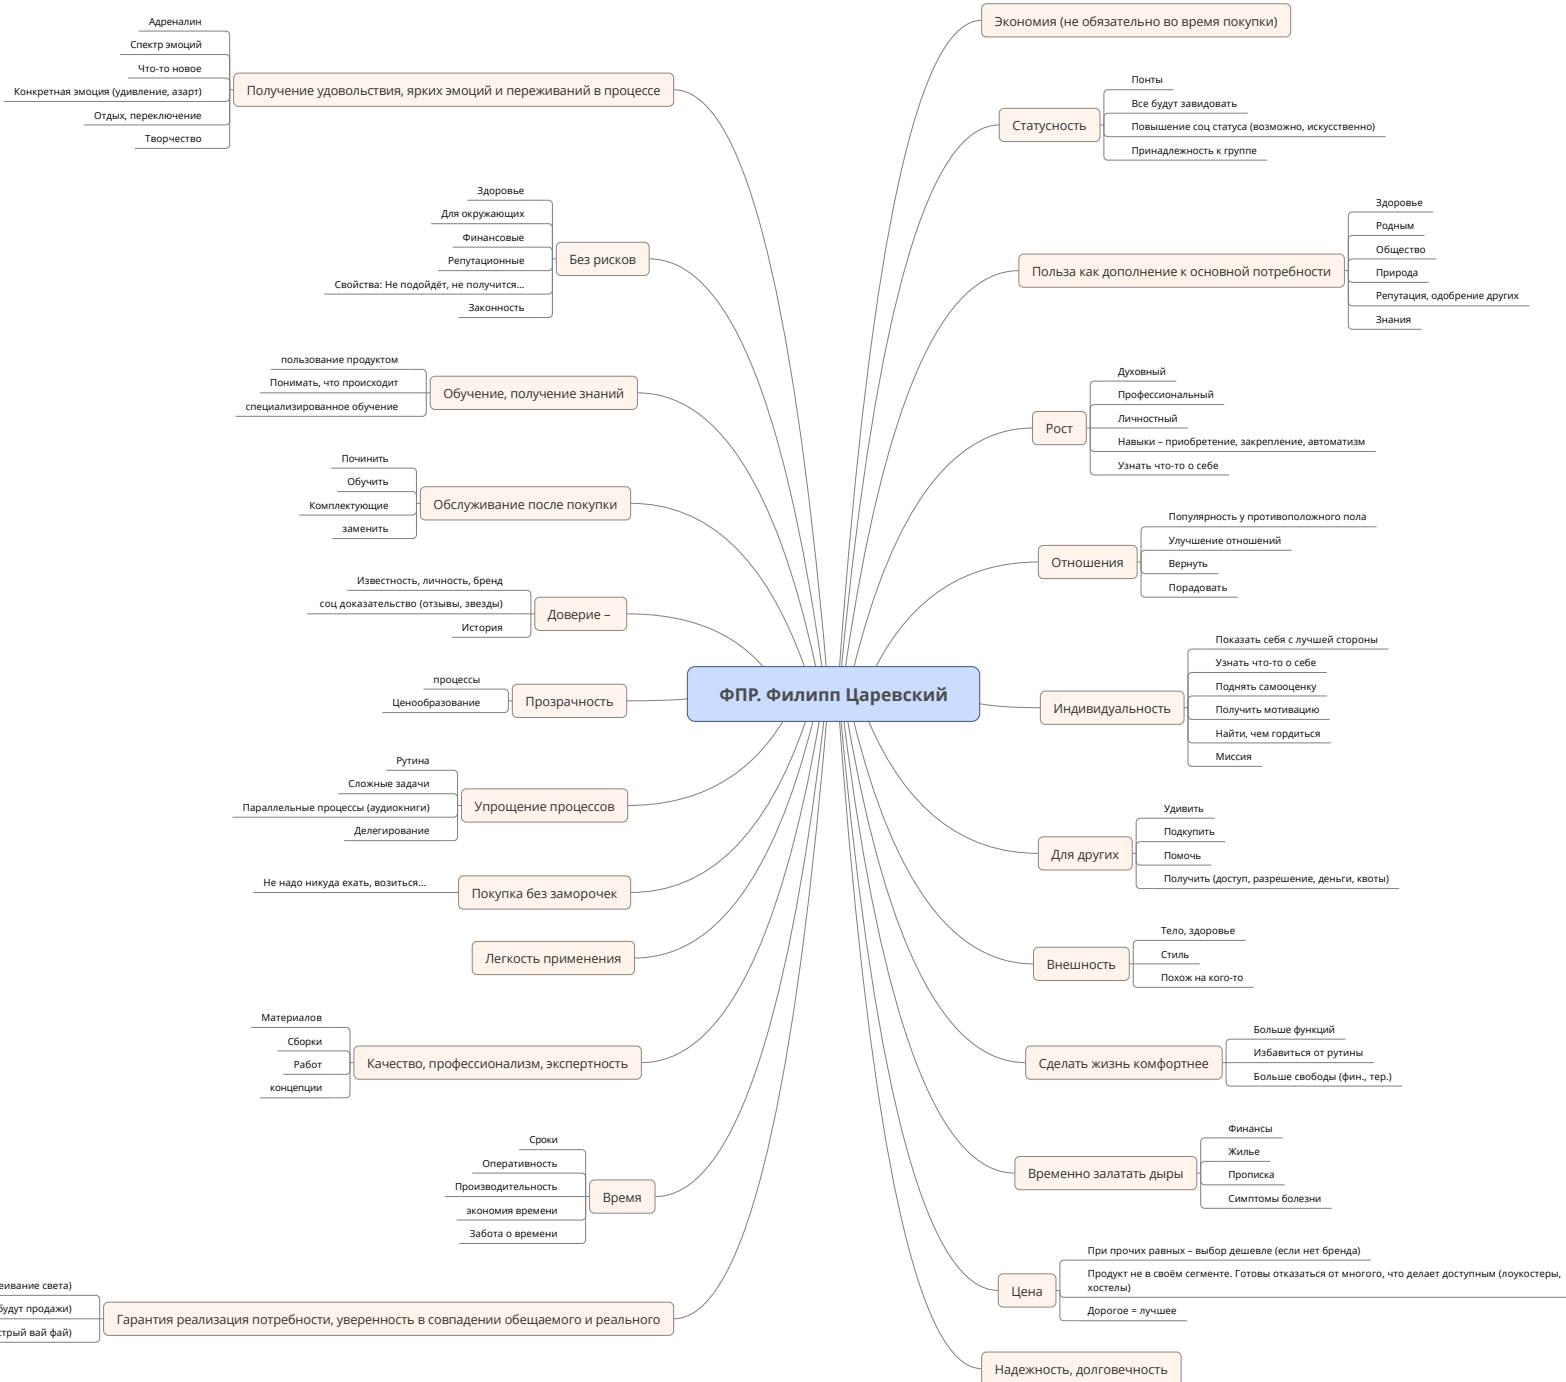 ФПР. Филипп Царевский
Экономия (не обязательно во время покупки)
Статусность
Понты
Все будут завидовать
Повышение соц статуса (возможно, искусственно)
Принадлежность к группе
Польза как дополнение к основной потребности
Здоровье
Родным
Общество
Природа
Репутация, одобрение других
Знания
Рост
Духовный
Профессиональный
Личностный
Навыки – приобретение, закрепление, автоматизм
Узнать что-то о себе
Отношения
Популярность у противоположного пола
Улучшение отношений
Вернуть
Порадовать
Индивидуальность
Показать себя с лучшей стороны
Узнать что-то о себе
Поднять самооценку
Получить мотивацию
Найти, чем гордиться
Миссия
Для других
Удивить
Подкупить
Помочь
Получить (доступ, разрешение, деньги, квоты)
Внешность
Тело, здоровье
Стиль
Похож на кого-то
Сделать жизнь комфортнее
Больше функций
Избавиться от рутины
Больше свободы (фин., тер.)
Временно залатать дыры
Финансы
Жилье
Прописка
Симптомы болезни
Цена
При прочих равных – выбор дешевле (если нет бренда)
Продукт не в своём сегменте. Готовы отказаться от многого, что делает доступным (лоукостеры,
хостелы)
Дорогое = лучшее
Надежность, долговечность
Получение удовольствия, ярких эмоций и переживаний в процессе
Адреналин
Спектр эмоций
Что-то новое
Конкретная эмоция (удивление, азарт)
Отдых, переключение
Творчество
Без рисков
Здоровье
Для окружающих
Финансовые
Репутационные
Свойства: Не подойдёт, не получится...
Законность
Обучение, получение знаний
пользование продуктом
Понимать, что происходит
специализированное обучение
Обслуживание после покупки
Починить
Обучить
Комплектующие
заменить
Доверие –
Известность, личность, бренд
соц доказательство (отзывы, звезды)
История
Прозрачность
процессы
Ценообразование
Упрощение процессов
Рутина
Сложные задачи
Параллельные процессы (аудиокниги)
Делегирование
Покупка без заморочек
Не надо никуда ехать, возиться...
Легкость применения
Качество, профессионализм, экспертность
Материалов
Сборки
Работ
концепции
Время
Сроки
Оперативность
Производительность
экономия времени
Забота о времени
Гарантия реализация потребности, уверенность в совпадении обещаемого и реального
света)
будут продажи)
вай фай)